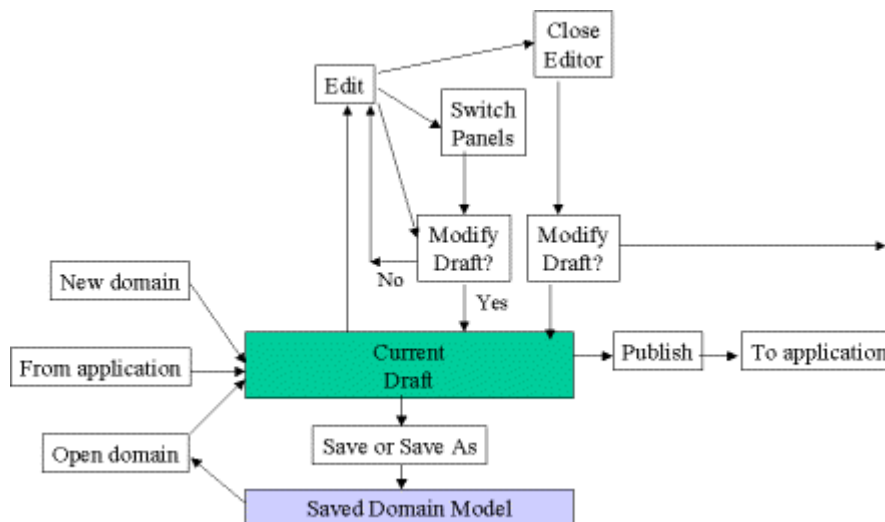 Close
Editor
Edit
Switch
Panels
Modify
Draft?
Modify
Draft?
No
New domain
Yes
Current
Draft
Publish
To application
From application
Save or Save As
Open domain
Saved Domain Model